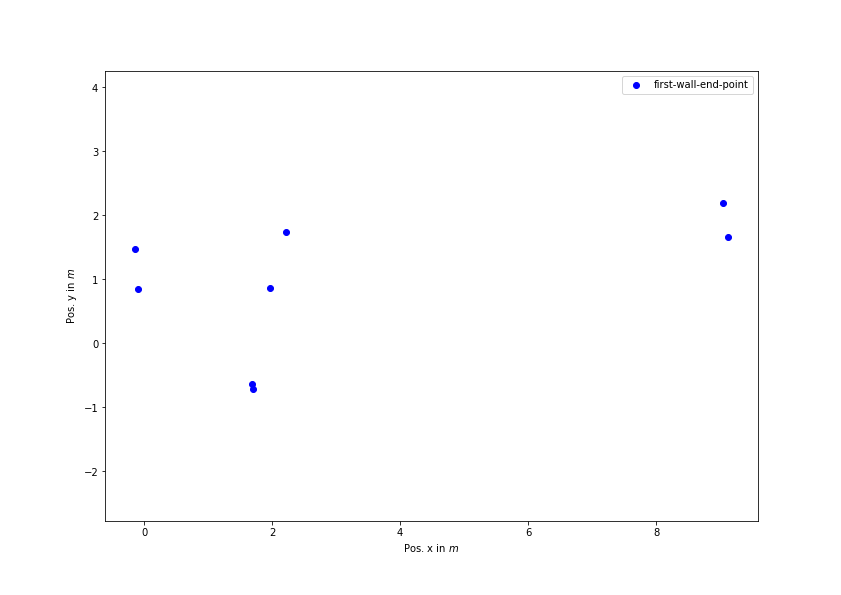 first-wall-end-point
4
3
2
1
0
−1
−2
Pos. y in m
0 2 4 6 8
Pos. x in m